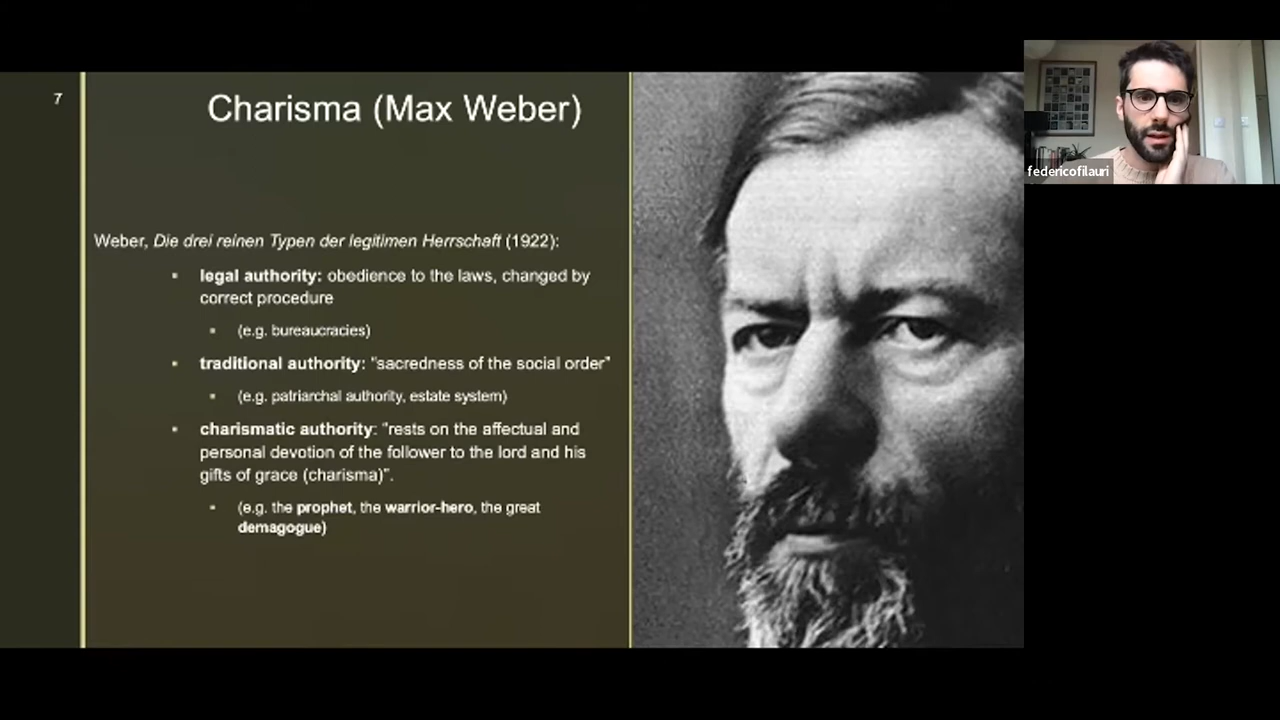 7
Charisma (Max Weber)
Weber, Die drei reinen Typen der legitimen Herrschaft (1922):
▪ legal authority: obedience to the laws, changed by
correct procedure
▪ (e.g. bureaucracies)
▪ traditional authority: “sacredness of the social order”
▪ (e.g. patriarchal authority, estate system)
▪ charismatic authority: “rests on the affectual and
personal devotion of the follower to the lord and his
gifts of grace (charisma)”.
▪ (e.g. the prophet, the warrior-hero, the great
demagogue)
federicofilauri